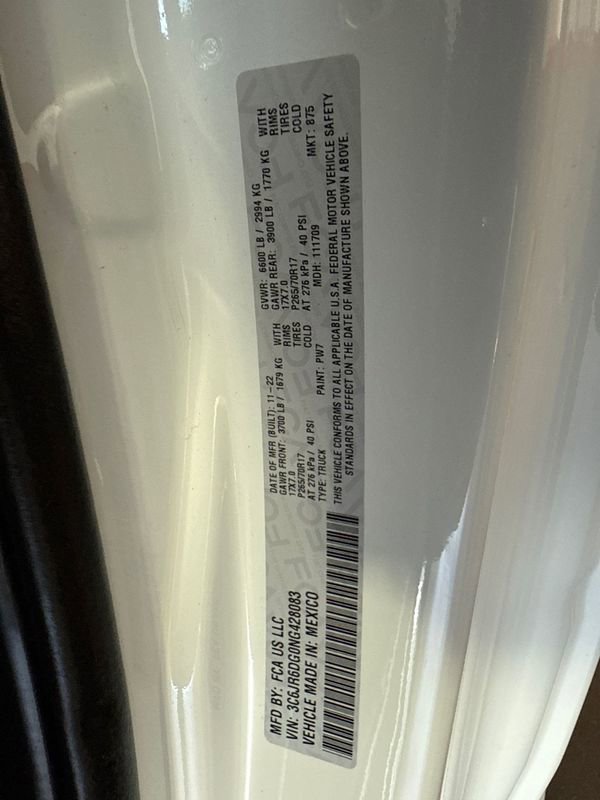 MFD BY: FCA US LLC
VIN: 3C6JR6DG0NG428083
VEHICLE MADE IN: MEXICO
DATE OF MFR (BUILT): 11-22
GAWR FRONT: 3700 LB / 1679 KG WITH
17X7.0 RIMS
P265/70R17 TIRES
AT 276 kPa / 40 PSI COLD
TYPE: TRUCK PAINT: PW7
GVWR: 6600 LB / 2994 KG
GAWR REAR: 3900 LB / 1770 KG WITH
17X7.0 RIMS
P265/70R17 TIRES
AT 276 kPa / 40 PSI COLD
MDH: 111709 MKT: 875
THIS VEHICLE CONFORMS TO ALL APPLICABLE U.S.A. FEDERAL MOTOR VEHICLE SAFETY
STANDARDS IN EFFECT ON THE DATE OF MANUFACTURE SHOWN ABOVE.